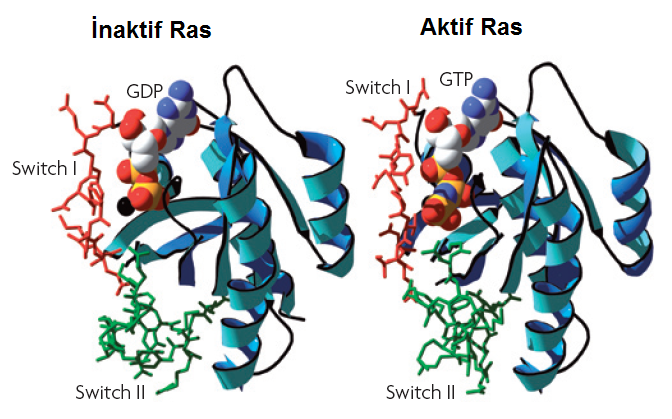 İnaktif Ras
GDP
Switch I
Switch II
Aktif Ras
Switch I
GTP
Switch II